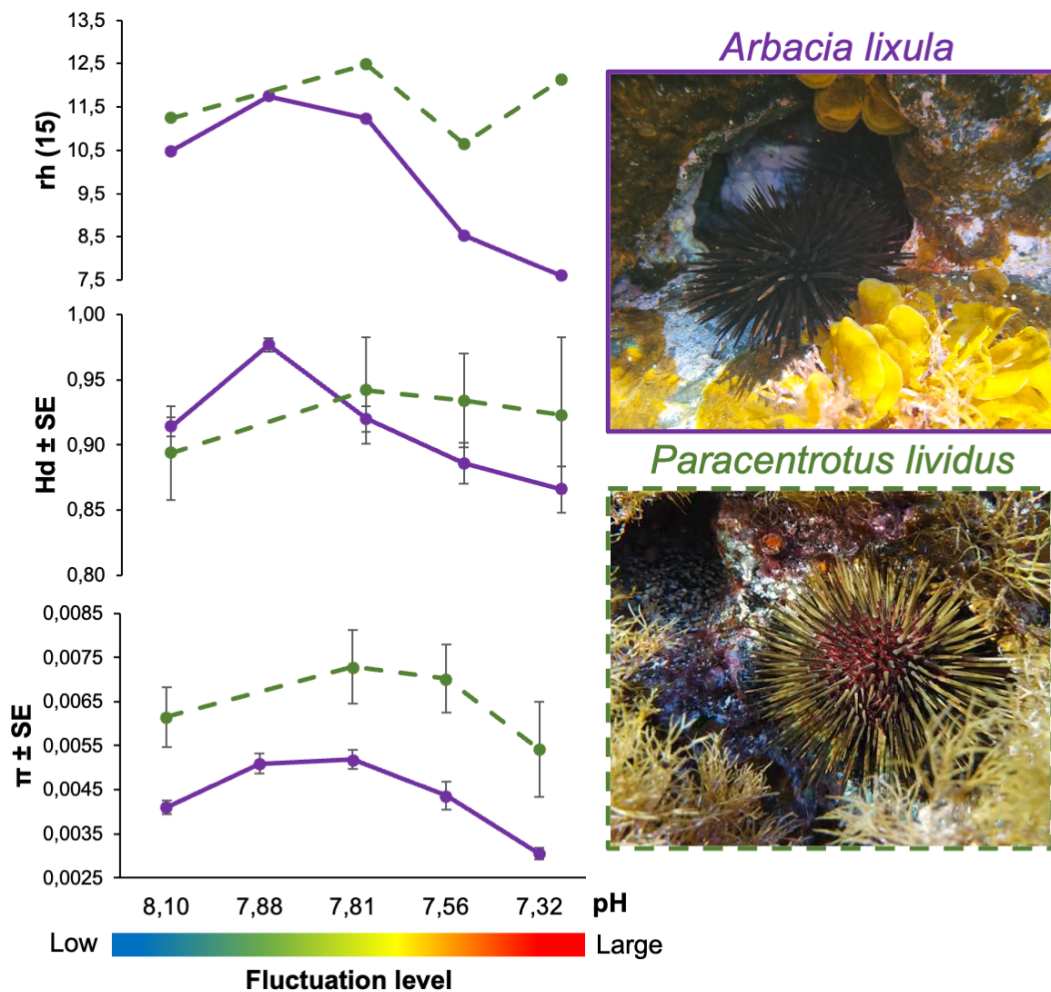 13,5
12,5
11,5
10,5
9,5
8,5
7,5
rh (15)
1,00
0,95
0,90
0,85
0,80
Hd ± SE
0,0085
0,0075
0,0065
0,0055
0,0045
0,0035
0,0025
π ± SE
8,10 7,88 7,81 7,56 7,32 pH
Low Large
Fluctuation level
Arbacia lixula
Paracentrotus lividus